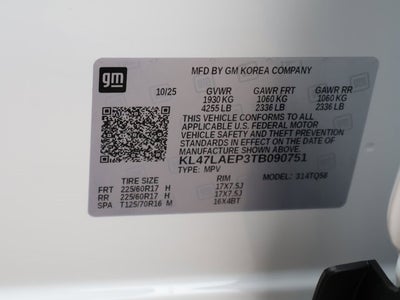 gm
MFD BY GM KOREA COMPANY
10/25 GVWR GAWR FRT GAWR RR
1930 KG 1060 KG 1060 KG
4255 LB 2336 LB 2336 LB
THIS VEHICLE CONFORMS TO ALL
APPLICABLE U.S. FEDERAL MOTOR
VEHICLE SAFETY AND THEFT PREVENTION
STANDARDS IN EFFECT ON THE DATE OF
MANUFACTURE SHOWN ABOVE.
KL47LAEP3TB090751
TYPE: MPV
TIRE SIZE RIM MODEL: 314TQ56
FRT 225/60R17 H 17X7.5J
RR 225/60R17 H 17X7.5J
SPA T125/70R16 M 16X4BT